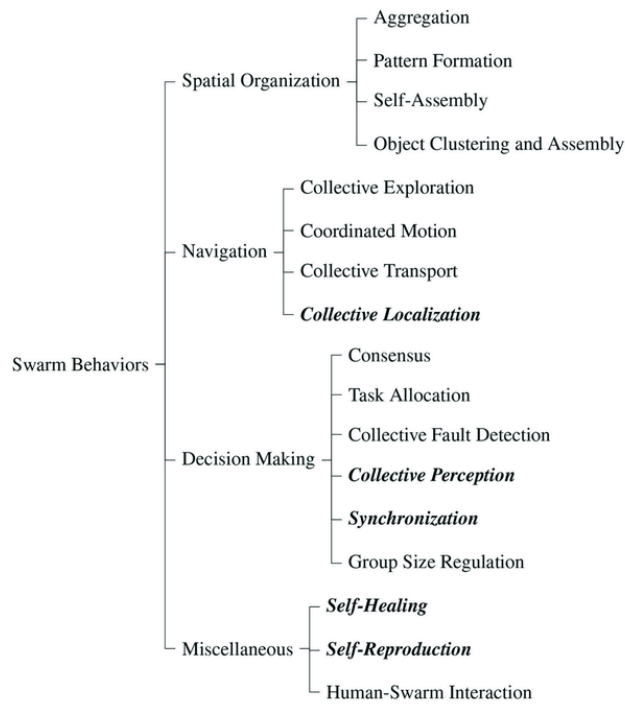 Aggregation
Pattern Formation
Spatial Organization
Self-Assembly
Object Clustering and Assembly
Collective Exploration
Coordinated Motion
Navigation
Collective Transport
Collective Localization
Swarm Behaviors
Consensus
Task Allocation
Collective Fault Detection
Decision Making
Collective Perception
Synchronization
Group Size Regulation
Self-Healing
Miscellaneous
Self-Reproduction
Human-Swarm Interaction